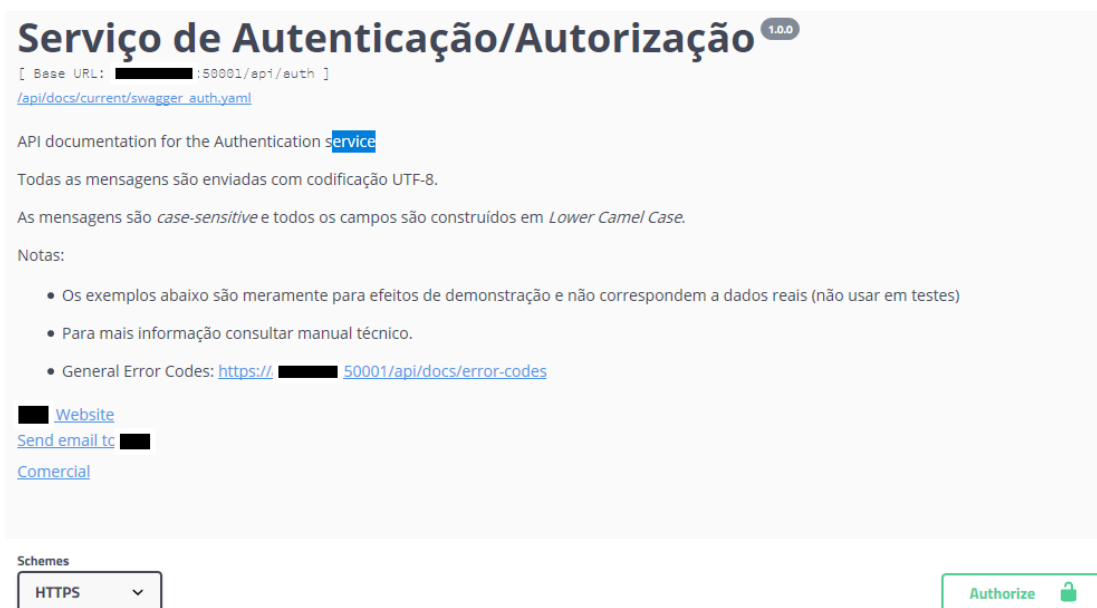 Serviço de Autenticação/Autorização 1.0.0
[ Base URL: :50001/api/auth ]
/api/docs/current/swagger_auth.yaml
API documentation for the Authentication service
Todas as mensagens são enviadas com codificação UTF-8.
As mensagens são case-sensitive e todos os campos são construídos em Lower Camel Case.
Notas:
Os exemplos abaixo são meramente para efeitos de demonstração e não correspondem a dados reais (não usar em testes)
Para mais informação consultar manual técnico.
General Error Codes: https:// 50001/api/docs/error-codes
Website
Send email to
Comercial
Schemes
HTTPS
Authorize